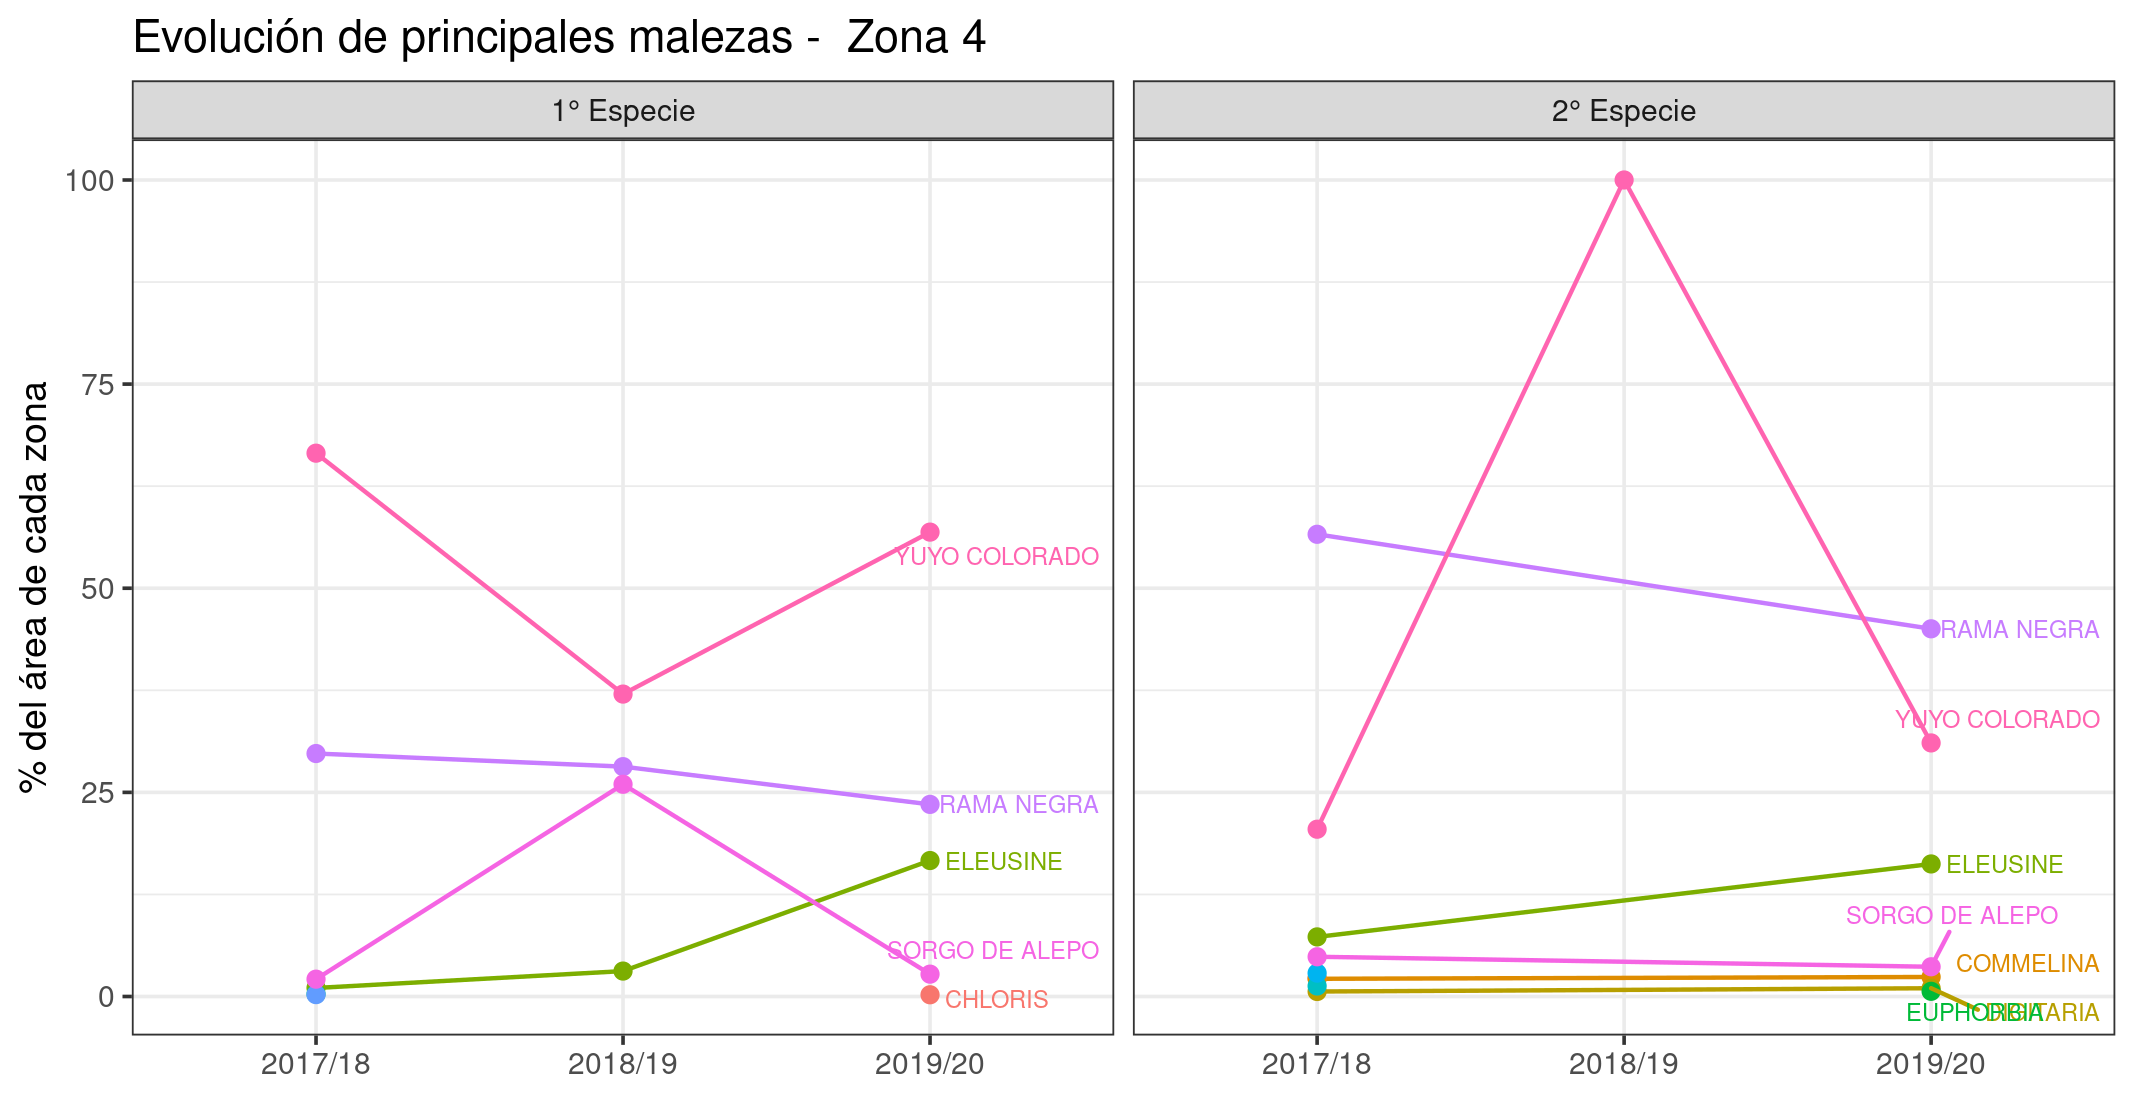 Evolución de principales malezas - Zona 4
1° Especie
2° Especie
% del área de cada zona
100
75
50
25
0
YUYO COLORADO
RAMA NEGRA
ELEUSINE
SORGO DE ALEPO
CHLORIS
RAMA NEGRA
YUYO COLORADO
ELEUSINE
SORGO DE ALEPO
COMMELINA
EUPHORBIA
DIGITARIA
2017/18
2018/19
2019/20
2017/18
2018/19
2019/20